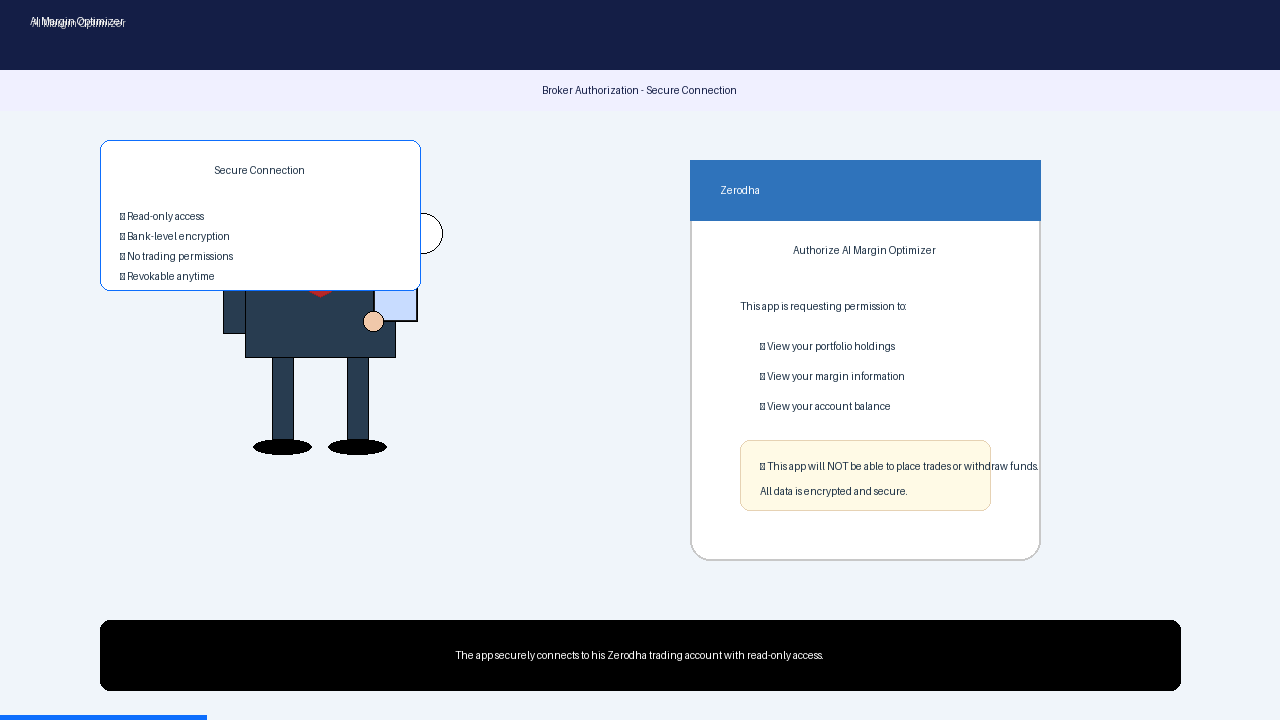 AI Margin Optimizer
Broker Authorization - Secure Connection
Secure Connection
Read-only access
Bank-level encryption
No trading permissions
Revokable anytime
Zerodha
Authorize AI Margin Optimizer
This app is requesting permission to:
View your portfolio holdings
View your margin information
View your account balance
This app will NOT be able to place trades or withdraw funds.
All data is encrypted and secure.
The app securely connects to his Zerodha trading account with read-only access.